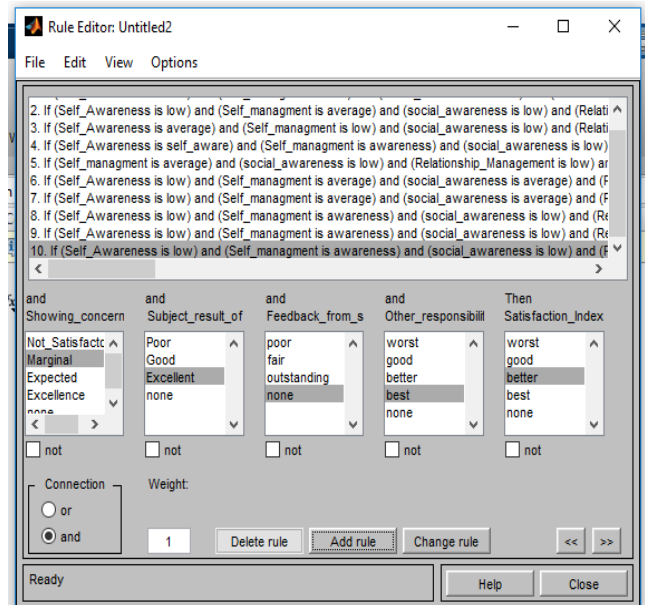 Rule Editor: Untitled2
File Edit View Options
2. If (Self_Awareness is low) and (Self_managment is average) and (social_awareness is low) and (Relati
3. If (Self_Awareness is average) and (Self_managment is low) and (social_awareness is low) and (Relati
4. If (Self_Awareness is self_aware) and (Self_managment is awareness) and (social_awareness is low)
5. If (Self_managment is average) and (social_awareness is low) and (Relationship_Management is low) ar
6. If (Self_Awareness is low) and (Self_managment is average) and (social_awareness is average) and (F
7. If (Self_Awareness is low) and (Self_managment is average) and (social_awareness is average) and (F
8. If (Self_Awareness is low) and (Self_managment is awareness) and (social_awareness is low) and (Re
9. If (Self_Awareness is low) and (Self_managment is awareness) and (social_awareness is low) and (Re
10. If (Self_Awareness is low) and (Self_managment is awareness) and (social_awareness is low) and (F
and and and and Then
Showing_concern Subject_result_of Feedback_from_s Other_responsibilit Satisfaction_Index
Not_Satisfactc Poor poor worst worst
Marginal Good fair good good
Expected Excellent outstanding better better
Excellence none none best best
none none none
not not not not not
Connection Weight:
or
and 1 Delete rule Add rule Change rule << >>
Ready Help Close